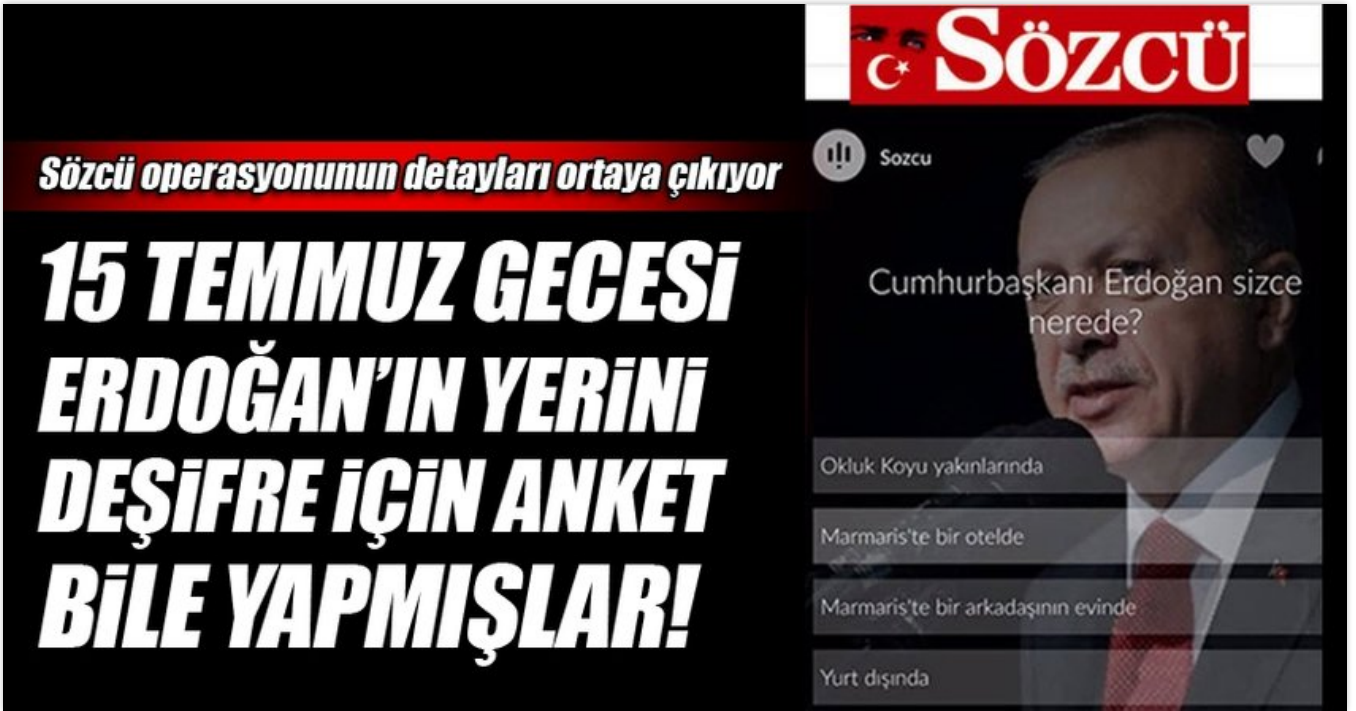 Sözcü operasyonunun detayları ortaya çıkıyor
15 TEMMUZ GECESİ
ERDOĞAN'IN YERİNİ
DEŞİFRE İÇİN ANKET
BİLE YAPMIŞLAR!
SÖZCÜ
Sozcu
Cumhurbaşkanı Erdoğan sizce
nerede?
Okluk Koyu yakınlarında
Marmaris'te bir otelde
Marmaris'te bir arkadaşının evinde
Yurt dışında